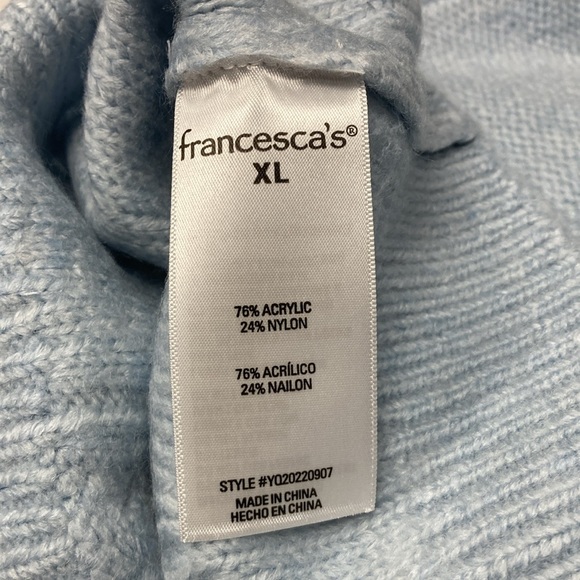 francesca's®
XL
76% ACRYLIC
24% NYLON
76% ACRÍLICO
24% NAILON
STYLE #YQ20220907
MADE IN CHINA
HECHO EN CHINA